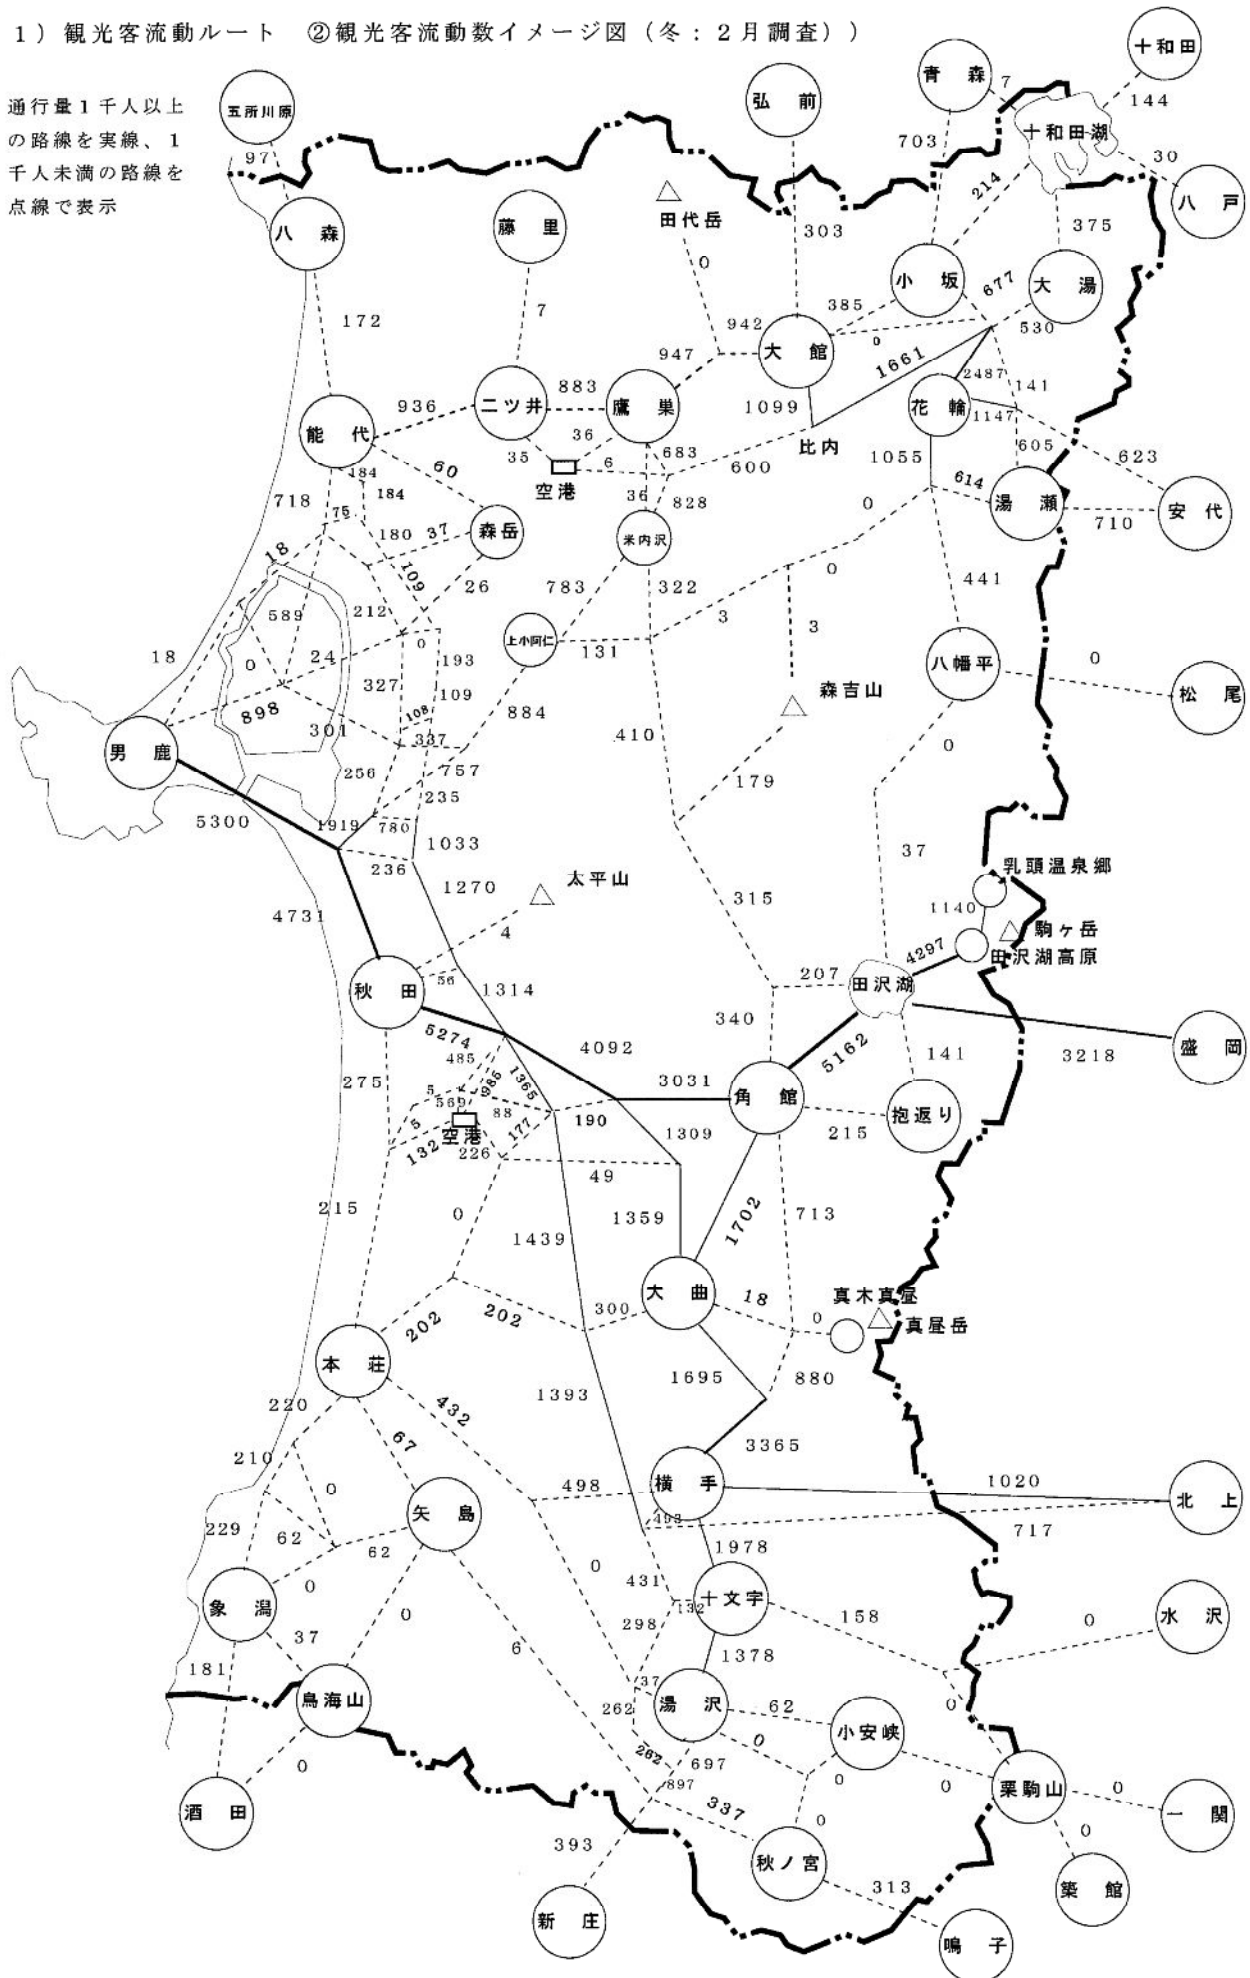 1）観光客流動ルート　②観光客流動数イメージ図（冬：2月調査））
通行量1千人以上
の路線を実線、1
千人未満の路線を
点線で表示
五所川原
弘前
青森
十和田
7
144
703
十和田湖
97
214
30
八戸
八森
藤里
田代岳
303
375
0
小坂
大湯
677
172
7
385
530
942
大館
0
947
1661
883
2487
141
936
二ツ井
鷹巣
1099
花輪
1147
能代
36
683
比内
605
623
60
35
6
600
1055
184
空港
614
718
184
36
828
0
湯瀬
安代
75
710
森岳
米内沢
180
37
18
109
26
783
322
0
441
589
212
3
3
0
上小阿仁
131
18
0
24
193
八幡平
0
327
109
森吉山
松尾
898
108
884
301
337
410
0
男鹿
256
757
179
235
5300
1919
780
1033
236
37
乳頭温泉郷
太平山
1270
315
1140
4731
駒ヶ岳
4
4297
田沢湖高原
56
207
秋田
1314
田沢湖
5274
340
4092
5162
盛岡
485
141
3218
275
985
1365
3031
5
569
88
角館
抱返り
5
空港
190
215
132
226
177
1309
49
215
0
1359
1702
713
1439
大曲
真木真昼
18
202
202
300
0
真昼岳
本荘
1695
880
1393
220
432
67
3365
210
横手
1020
0
498
北上
矢島
493
229
717
62
62
1978
0
431
十文字
象潟
0
132
158
0
水沢
0
298
37
6
1378
181
37
鳥海山
262
湯沢
62
0
小安峡
0
262
697
0
897
0
栗駒山
0
酒田
337
0
一関
0
393
秋ノ宮
313
築館
新庄
鳴子